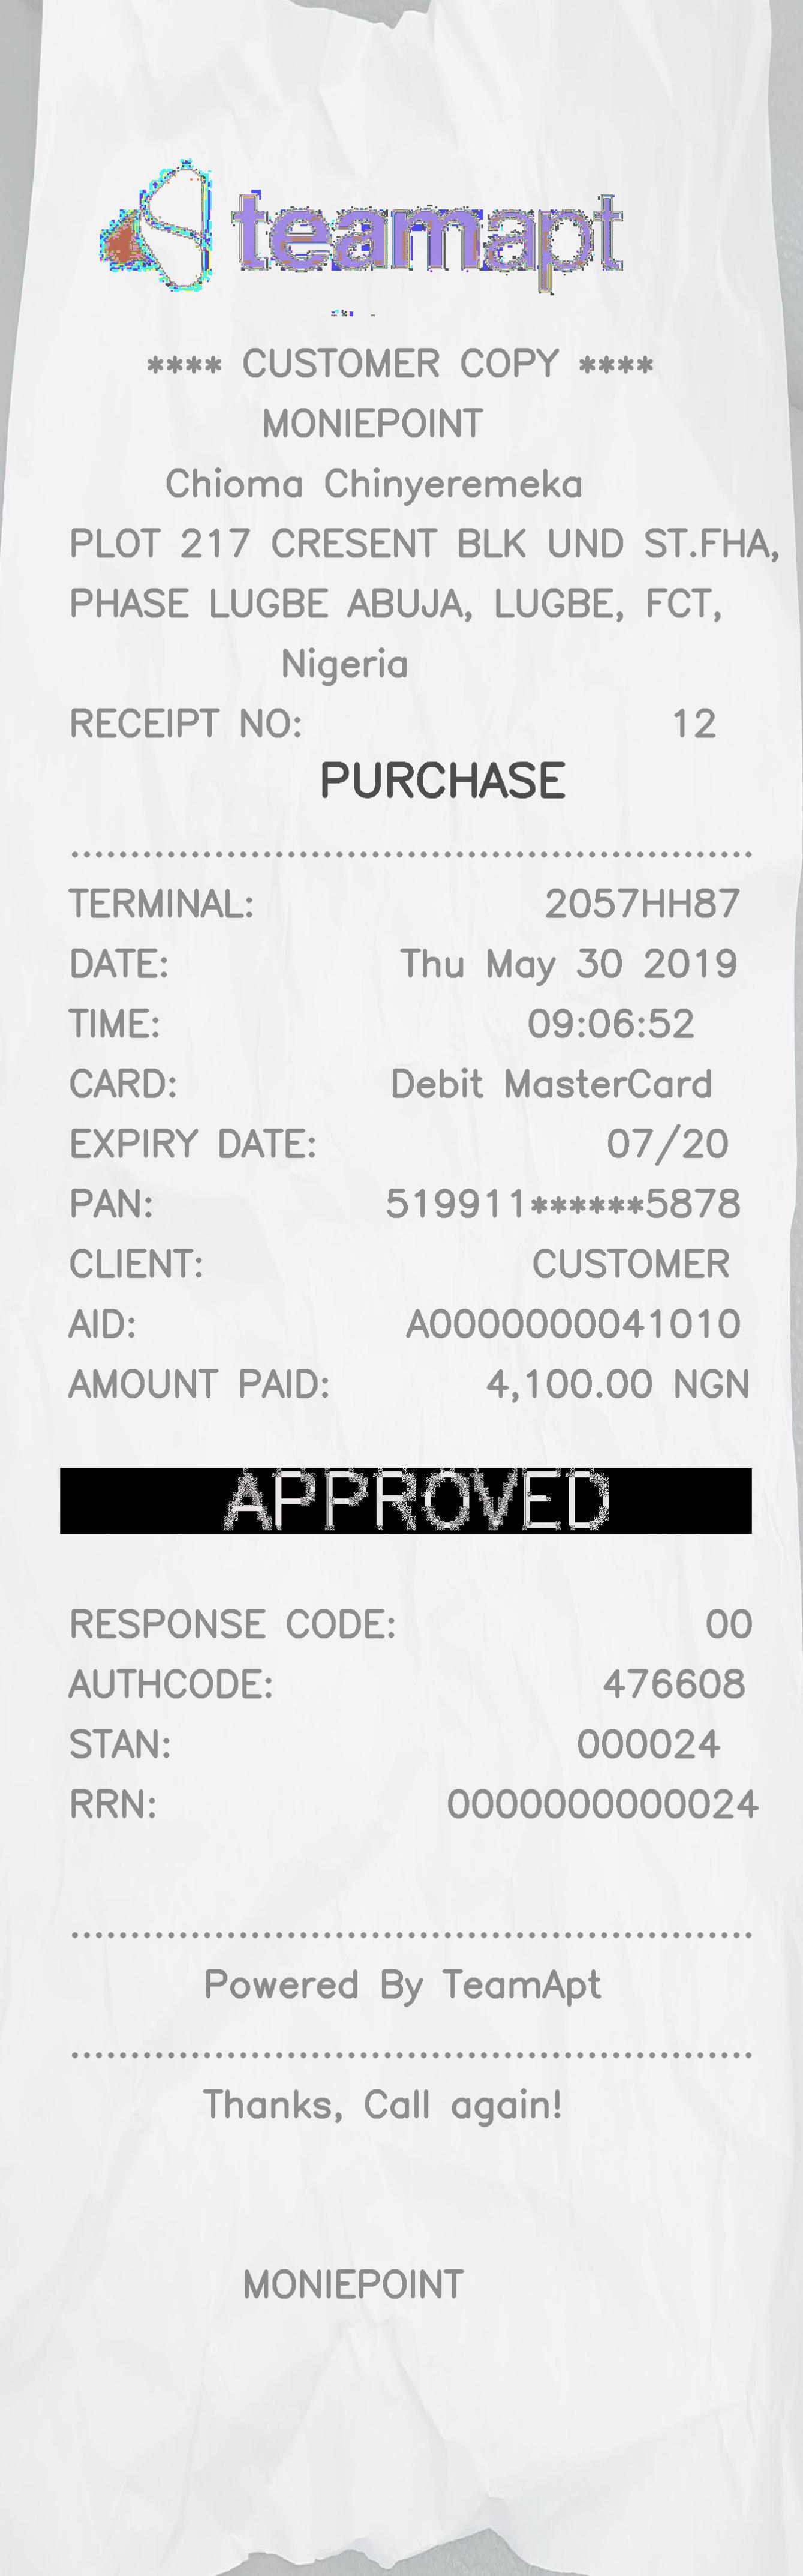 teamapt
**** CUSTOMER COPY ****
MONIEPOINT
Chioma Chinyeremeka
PLOT 217 CRESENT BLK UND ST.FHA,
PHASE LUGBE ABUJA, LUGBE, FCT,
Nigeria
RECEIPT NO: 12
PURCHASE
TERMINAL: 2057HH87
DATE: Thu May 30 2019
TIME: 09:06:52
CARD: Debit MasterCard
EXPIRY DATE: 07/20
PAN: 519911******5878
CLIENT: CUSTOMER
AID: A0000000041010
AMOUNT PAID: 4,100.00 NGN
APPROVED
RESPONSE CODE: 00
AUTHCODE: 476608
STAN: 000024
RRN: 0000000000024
Powered By TeamApt
Thanks, Call again!
MONIEPOINT